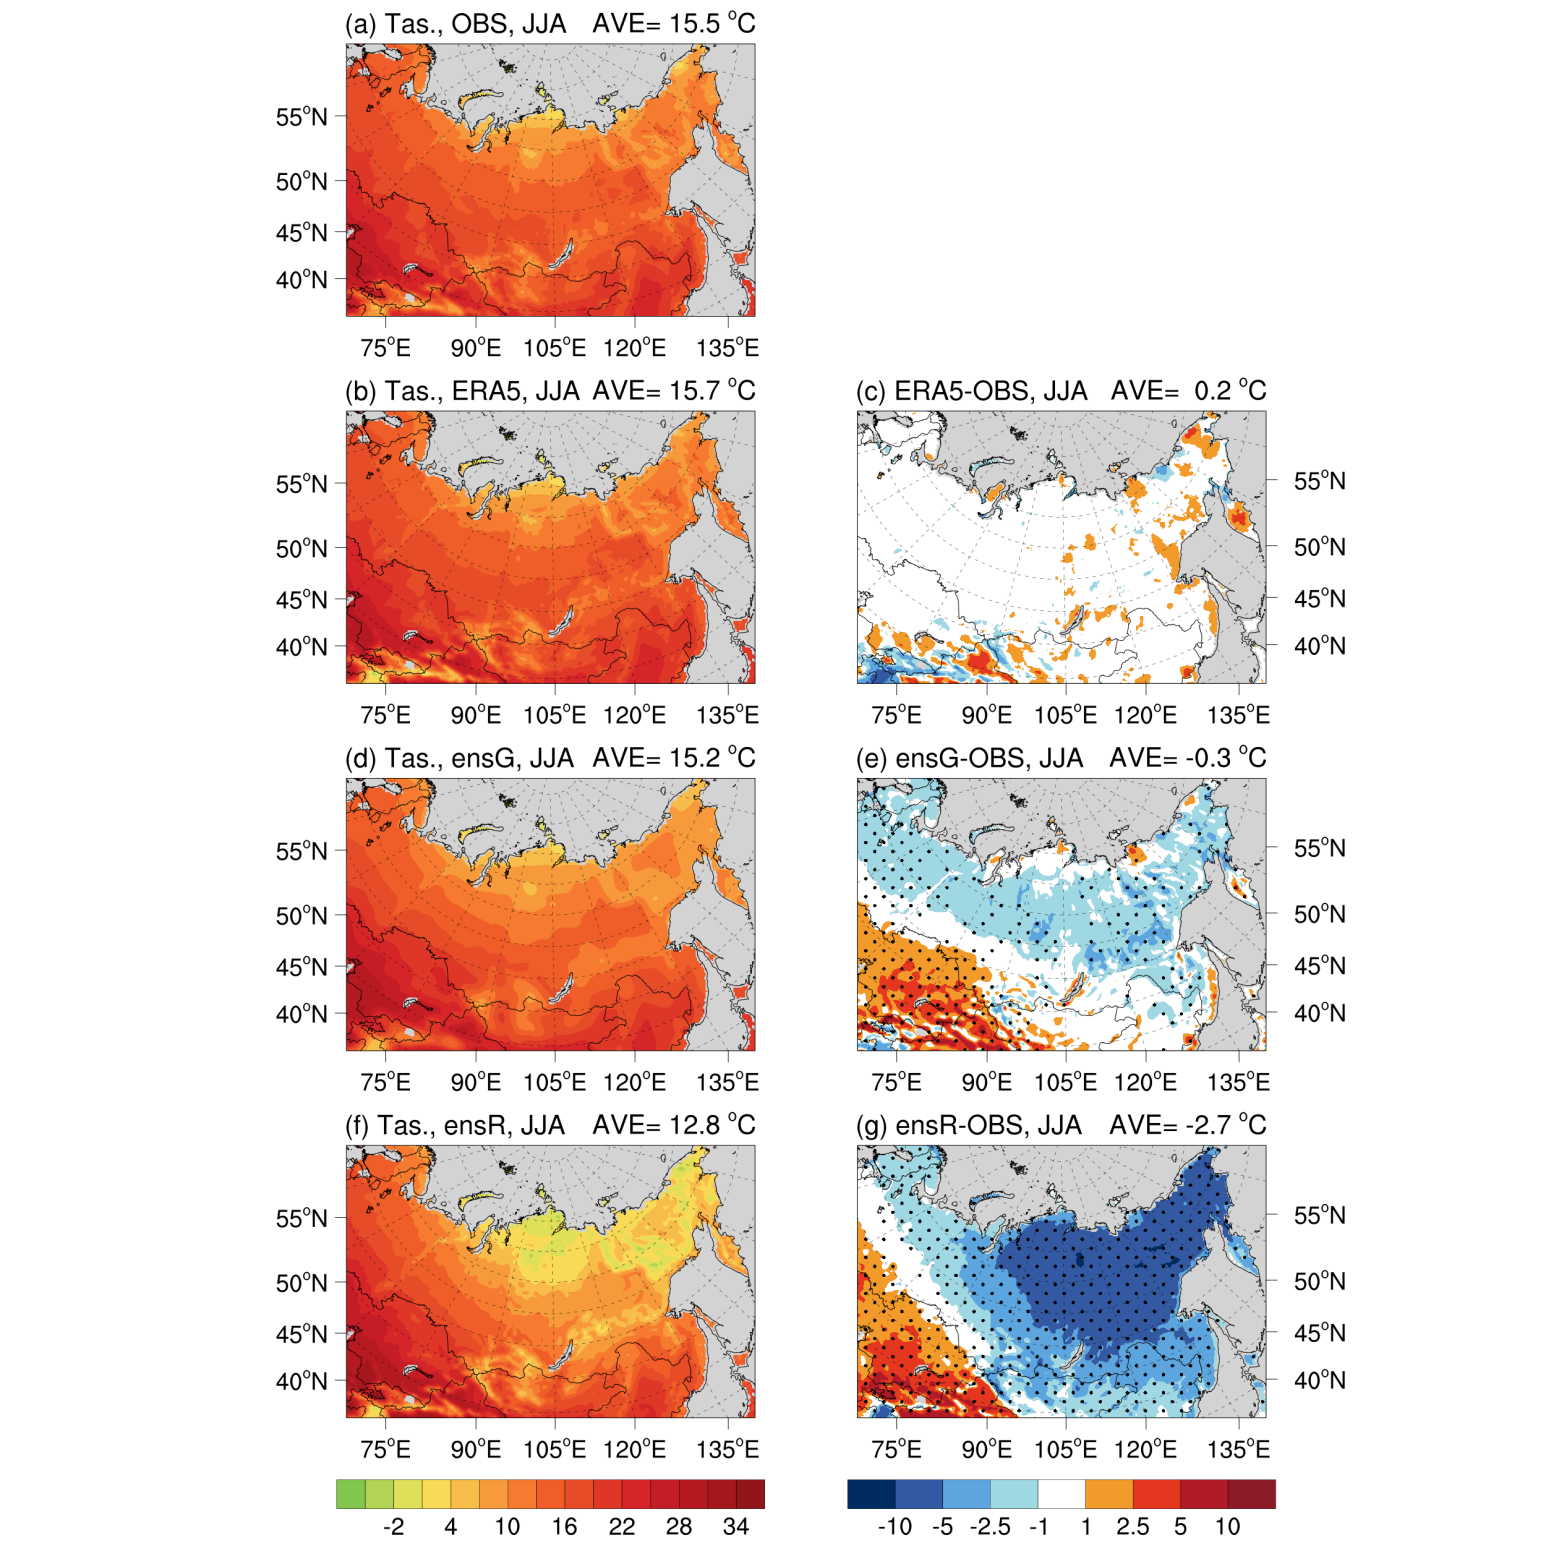 (a) Tas., OBS, JJA AVE= 15.5 °C
55°N
50°N
45°N
40°N
75°E 90°E 105°E 120°E 135°E
(b) Tas., ERA5, JJA AVE= 15.7 °C
55°N
50°N
45°N
40°N
75°E 90°E 105°E 120°E 135°E
(c) ERA5-OBS, JJA AVE= 0.2 °C
55°N
50°N
45°N
40°N
75°E 90°E 105°E 120°E 135°E
(d) Tas., ensG, JJA AVE= 15.2 °C
55°N
50°N
45°N
40°N
75°E 90°E 105°E 120°E 135°E
(e) ensG-OBS, JJA AVE= -0.3 °C
55°N
50°N
45°N
40°N
75°E 90°E 105°E 120°E 135°E
(f) Tas., ensR, JJA AVE= 12.8 °C
55°N
50°N
45°N
40°N
75°E 90°E 105°E 120°E 135°E
(g) ensR-OBS, JJA AVE= -2.7 °C
55°N
50°N
45°N
40°N
75°E 90°E 105°E 120°E 135°E
-2 4 10 16 22 28 34
-10 -5 -2.5 -1 1 2.5 5 10